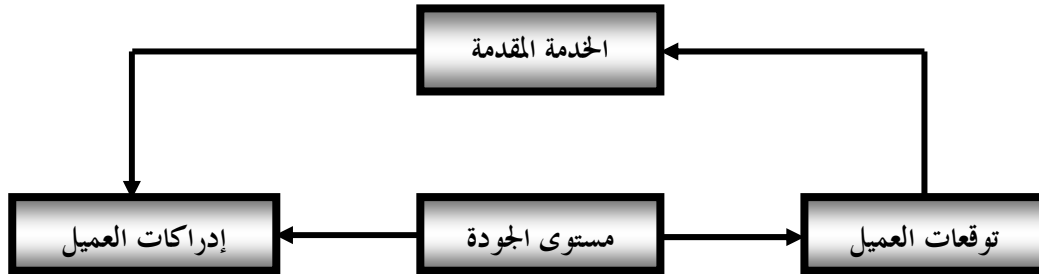 الخدمة المقدمة
توقعات العميل
مستوى الجودة
إدراكات العميل